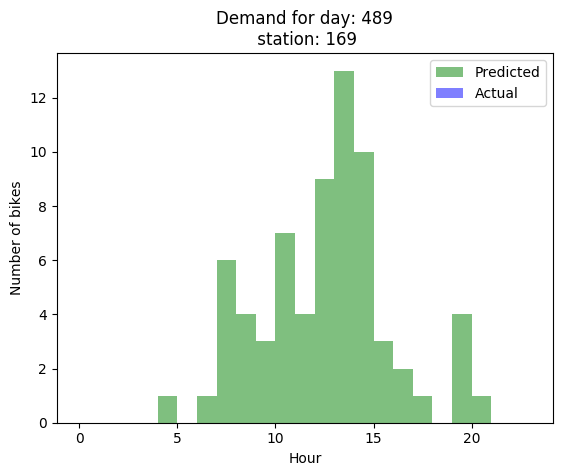 Demand for day: 489
station: 169
Predicted
Actual
Number of bikes
12
10
8
6
4
2
0
0 5 10 15 20
Hour